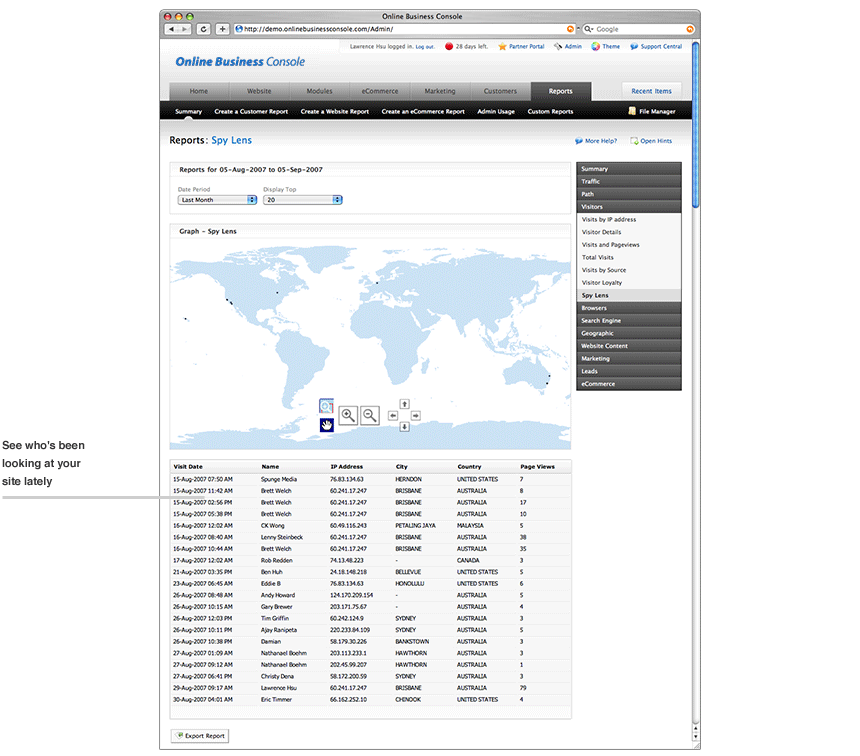 Online Business Console
http://demo.onlinebusinessconsole.com/Admin/
Google
Lawrence Hsu logged in. Log out. 28 days left. Partner Portal Admin Theme Support Central
Online Business Console
Home Website Modules eCommerce Marketing Customers Reports Recent Items
Summary Create a Customer Report Create a Website Report Create an eCommerce Report Admin Usage Custom Reports File Manager
Reports: Spy Lens More Help? Open Hints
Reports for 05-Aug-2007 to 05-Sep-2007
Date Period Display Top
Last Month 20
Graph - Spy Lens
Summary
Traffic
Path
Visitors
Visits by IP address
Visitor Details
Visits and Pageviews
Total Visits
Visits by Source
Visitor Loyalty
Spy Lens
Browsers
Search Engine
Geographic
Website Content
Marketing
Leads
eCommerce
See who's been
looking at your
site lately
Visit Date Name IP Address City Country Page Views
15-Aug-2007 07:50 AM Spunge Media 76.83.134.63 HERNDON UNITED STATES 7
15-Aug-2007 11:42 AM Brett Welch 60.241.17.247 BRISBANE AUSTRALIA 8
15-Aug-2007 02:56 PM Brett Welch 60.241.17.247 BRISBANE AUSTRALIA 17
15-Aug-2007 05:38 PM Brett Welch 60.241.17.247 BRISBANE AUSTRALIA 10
16-Aug-2007 12:02 AM CK Wong 60.49.116.243 PETALING JAYA MALAYSIA 5
16-Aug-2007 08:40 AM Lenny Steinbeck 60.241.17.247 BRISBANE AUSTRALIA 38
16-Aug-2007 10:44 AM Brett Welch 60.241.17.247 BRISBANE AUSTRALIA 35
17-Aug-2007 12:02 AM Rob Redden 74.13.48.223 - CANADA 3
21-Aug-2007 03:35 PM Ben Huh 24.18.148.218 BELLEVUE UNITED STATES 5
23-Aug-2007 06:45 AM Eddie B 76.83.134.63 HONOLULU UNITED STATES 6
26-Aug-2007 08:48 AM Andy Howard 124.170.209.154 - AUSTRALIA 5
26-Aug-2007 10:15 AM Gary Brewer 203.171.75.67 - AUSTRALIA 4
26-Aug-2007 12:03 PM Tim Griffin 60.242.124.9 SYDNEY AUSTRALIA 3
26-Aug-2007 10:11 PM Ajay Ranipeta 220.233.84.109 SYDNEY AUSTRALIA 5
26-Aug-2007 10:38 PM Damian 58.179.30.226 BANKSTOWN AUSTRALIA 3
27-Aug-2007 01:09 AM Nathanael Boehm 203.113.233.1 HAWTHORN AUSTRALIA 3
27-Aug-2007 09:12 AM Nathanael Boehm 202.45.99.207 HAWTHORN AUSTRALIA 1
27-Aug-2007 06:41 PM Christy Dena 58.172.200.59 SYDNEY AUSTRALIA 3
29-Aug-2007 09:17 AM Lawrence Hsu 60.241.17.247 BRISBANE AUSTRALIA 79
30-Aug-2007 04:01 AM Eric Timmer 66.162.252.10 CHINOOK UNITED STATES 4
Export Report